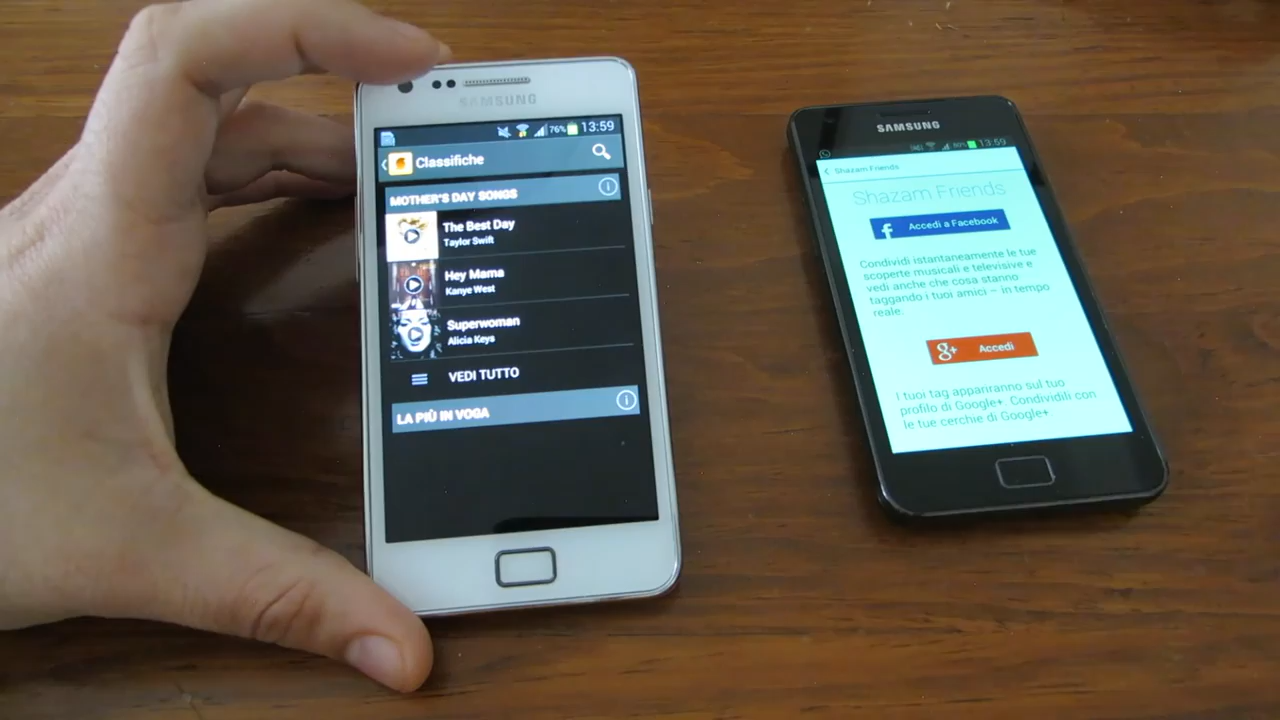 SAMSUNG
76% 13:59
Classifiche
MOTHER'S DAY SONGS
The Best Day
Taylor Swift
Hey Mama
Kanye West
Superwoman
Alicia Keys
VEDI TUTTO
LA PIÙ IN VOGA
SAMSUNG
80% 13:59
Shazam Friends
Shazam Friends
f Accedi a Facebook
Condividi istantaneamente le tue
scoperte musicali e televisive e
vedi anche che cosa stanno
taggando i tuoi amici – in tempo
reale.
g+ Accedi
I tuoi tag appariranno sul tuo
profilo di Google+. Condividili con
le tue cerchie di Google+.